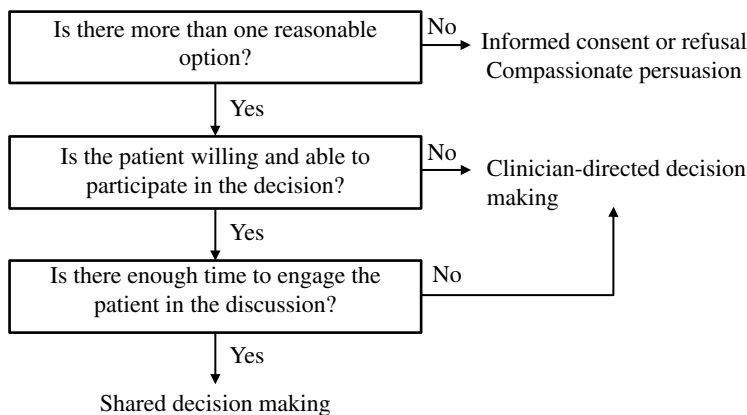 Is there more than one reasonable
option?
No
Informed consent or refusal
Compassionate persuasion
Yes
Is the patient willing and able to
participate in the decision?
No
Clinician-directed decision
making
Yes
Is there enough time to engage the
patient in the discussion?
No
Yes
Shared decision making